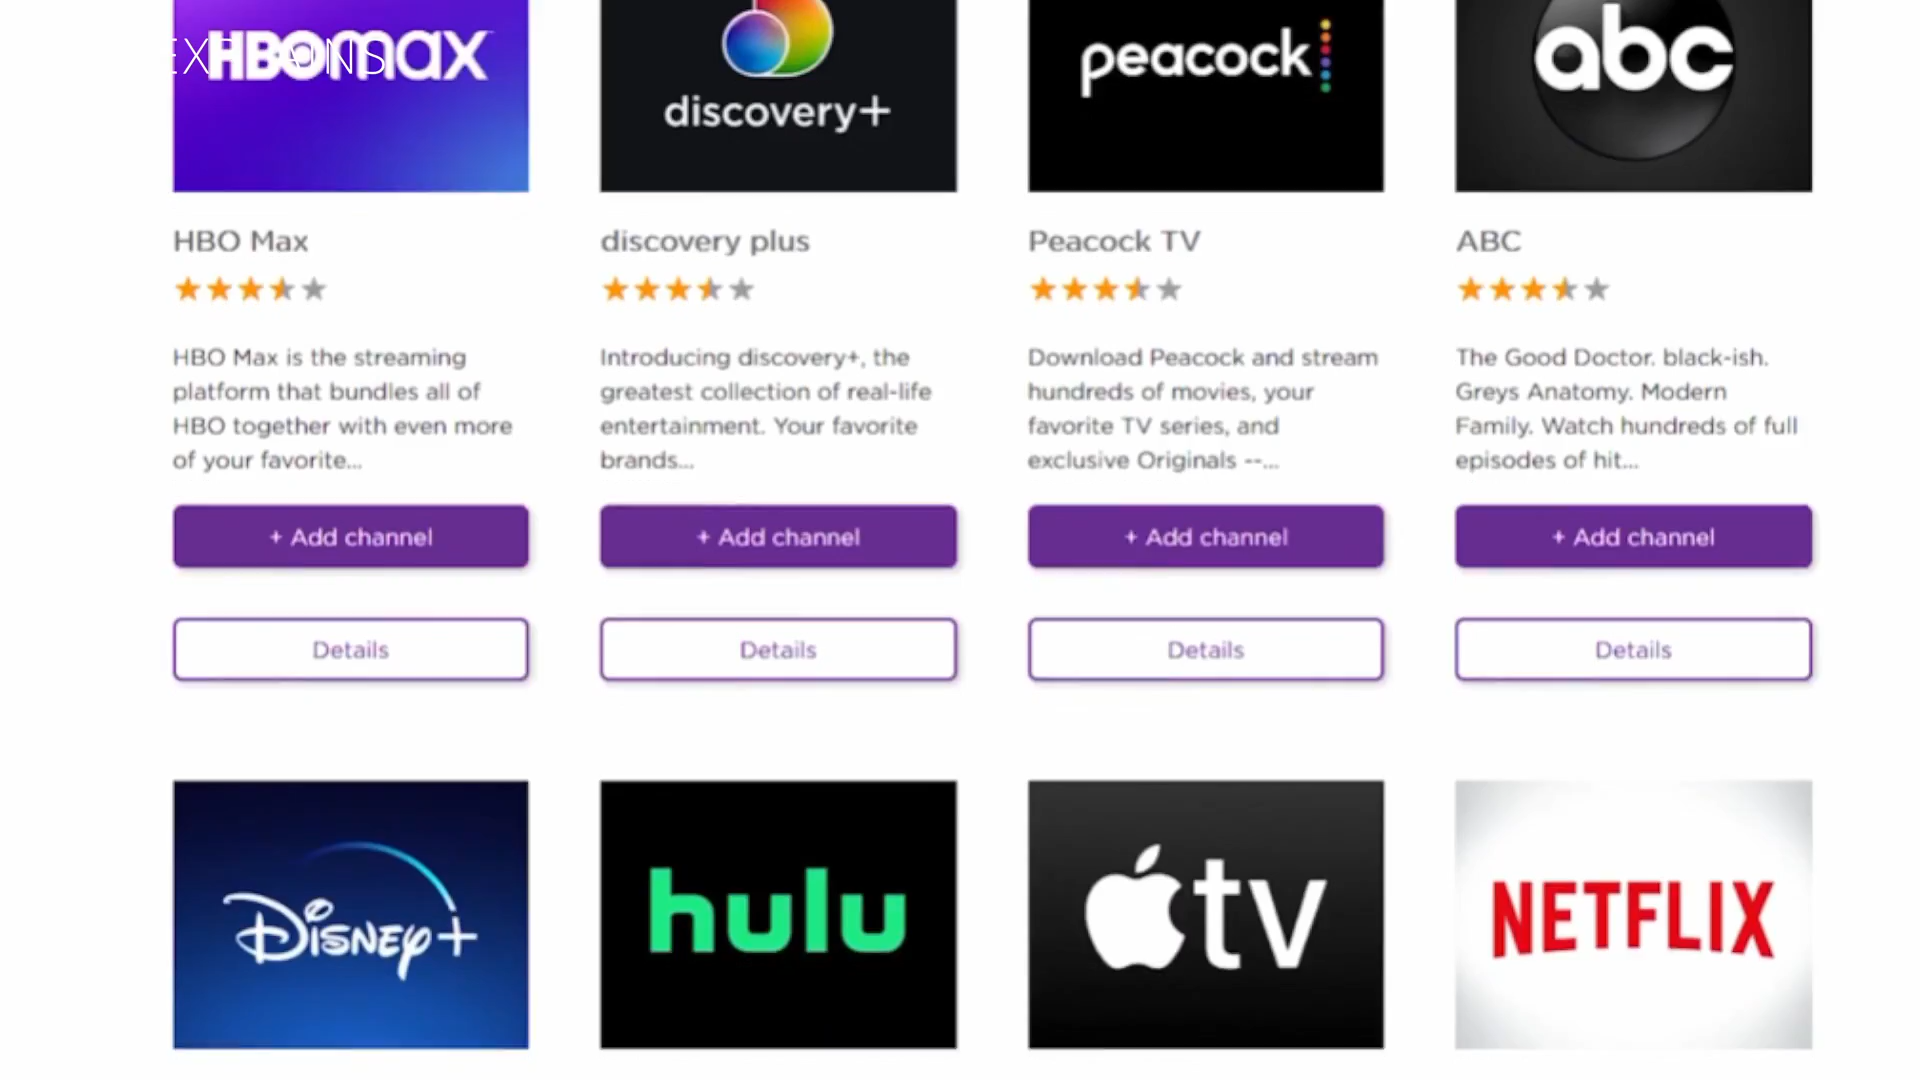 HBOMAX
discovery+
peacock
abc
HBO Max
discovery plus
Peacock TV
ABC
HBO Max is the streaming
platform that bundles all of
HBO together with even more
of your favorite...
Introducing discovery+, the
greatest collection of real-life
entertainment. Your favorite
brands...
Download Peacock and stream
hundreds of movies, your
favorite TV series, and
exclusive Originals --...
The Good Doctor. black-ish.
Greys Anatomy. Modern
Family. Watch hundreds of full
episodes of hit...
+ Add channel
+ Add channel
+ Add channel
+ Add channel
Details
Details
Details
Details
Disney+
hulu
tv
NETFLIX